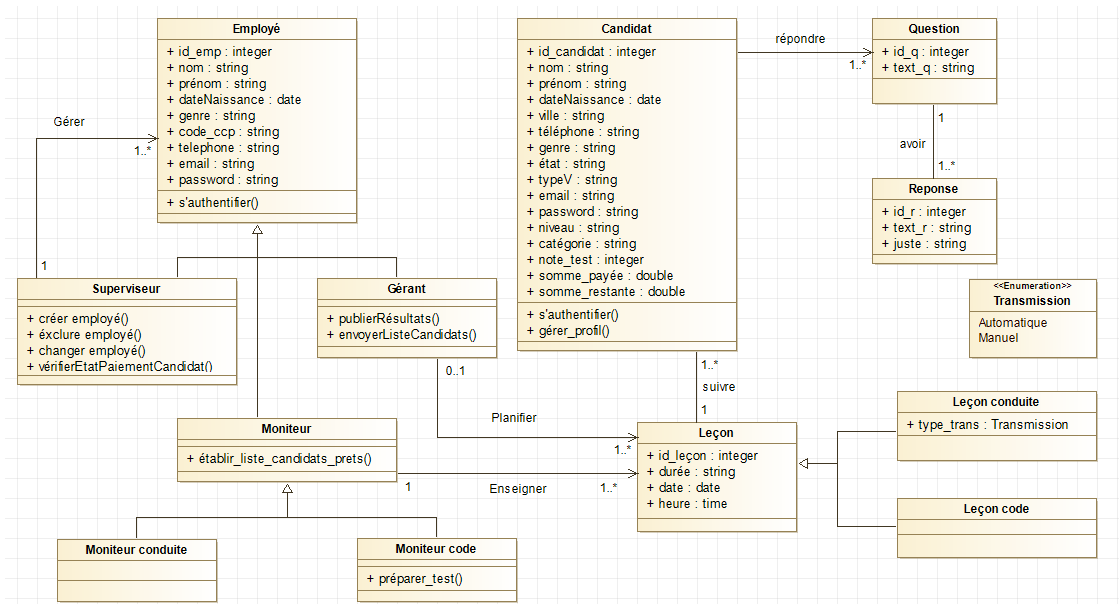 Employé
+ id_emp : integer
+ nom : string
+ prénom : string
+ dateNaissance : date
+ genre : string
+ code_ccp : string
+ telephone : string
+ email : string
+ password : string
+ s'authentifier()
Candidat
+ id_candidat : integer
+ nom : string
+ prénom : string
+ dateNaissance : date
+ ville : string
+ téléphone : string
+ genre : string
+ état : string
+ typeV : string
+ email : string
+ password : string
+ niveau : string
+ catégorie : string
+ note_test : integer
+ somme_payée : double
+ somme_restante : double
+ s'authentifier()
+ gérer_profil()
répondre
1..*
Question
+ id_q : integer
+ text_q : string
1
avoir
1..*
Reponse
+ id_r : integer
+ text_r : string
+ juste : string
Gérer
1..*
1
Superviseur
+ créer employé()
+ éxclure employé()
+ changer employé()
+ vérifierEtatPaiementCandidat()
Gérant
+ publierRésultats()
+ envoyerListeCandidats()
0..1
Planifier
1..*
<<Enumeration>>
Transmission
Automatique
Manuel
1..*
suivre
1
Moniteur
+ établir_liste_candidats_prets()
1
Enseigner
1..*
Leçon
+ id_leçon : integer
+ durée : string
+ date : date
+ heure : time
Leçon conduite
+ type_trans : Transmission
Leçon code
Moniteur conduite
Moniteur code
+ préparer_test()